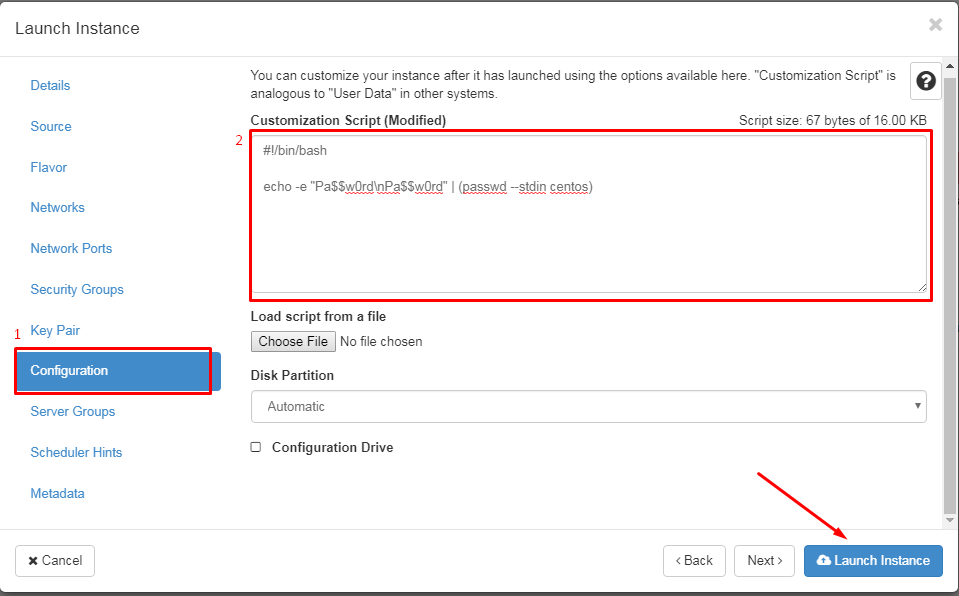 Launch Instance
×
Details
Source
Flavor
Networks
Network Ports
Security Groups
1
Key Pair
Configuration
Server Groups
Scheduler Hints
Metadata
You can customize your instance after it has launched using the options available here. "Customization Script" is
analogous to "User Data" in other systems.
?
Customization Script (Modified) Script size: 67 bytes of 16.00 KB
2
#!/bin/bash
echo -e "Pa$$w0rd\nPa$$w0rd" | (passwd --stdin centos)
Load script from a file
Choose File No file chosen
Disk Partition
Automatic
Configuration Drive
× Cancel
‹ Back
Next ›
Launch Instance